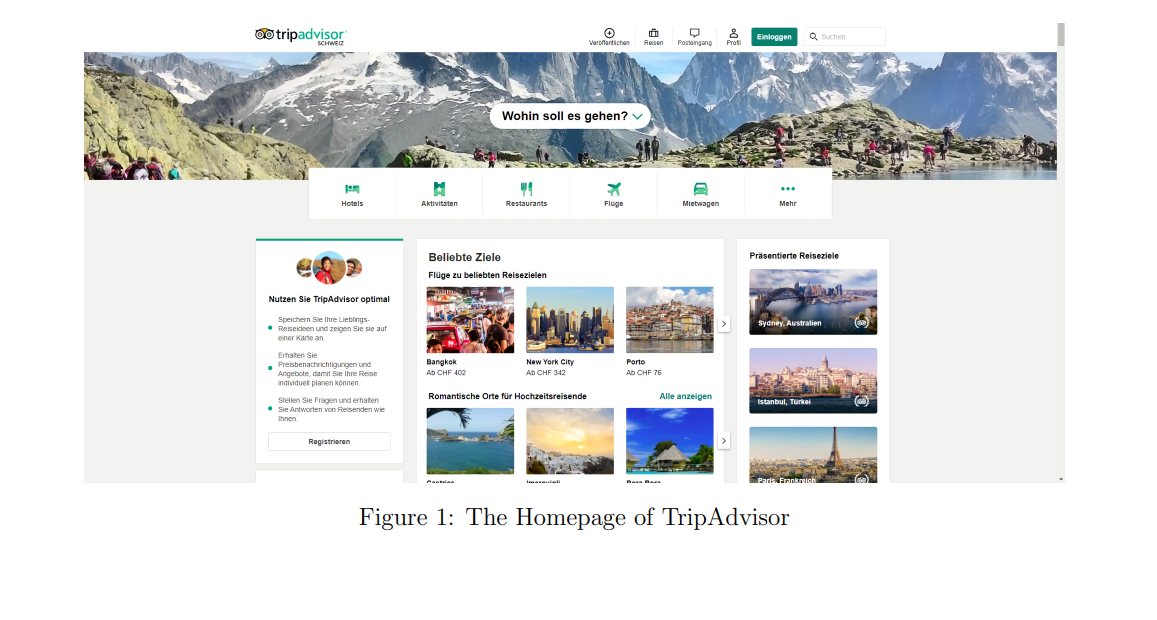 tripadvisor
SCHWEIZ
Veröffentlichen Reisen Posteingang Profil Einloggen Suchen
Wohin soll es gehen?
Hotels Aktivitäten Restaurants Flüge Mietwagen Mehr
Nutzen Sie TripAdvisor optimal
Speichern Sie Ihre Lieblings-
Reiseideen und zeigen Sie sie auf
einer Karte an.
Erhalten Sie
Preisbenachrichtigungen und
Angebote, damit Sie Ihre Reise
individuell planen können.
Stellen Sie Fragen und erhalten
Sie Antworten von Reisenden wie
Ihnen.
Registrieren
Beliebte Ziele
Flüge zu beliebten Reisezielen
Bangkok New York City Porto
Ab CHF 402 Ab CHF 342 Ab CHF 76
Romantische Orte für Hochzeitsreisende Alle anzeigen
Castries Imerovigli Bora Bora
Präsentierte Reiseziele
Sydney, Australien
Istanbul, Türkei
Paris, Frankreich
Figure 1: The Homepage of TripAdvisor